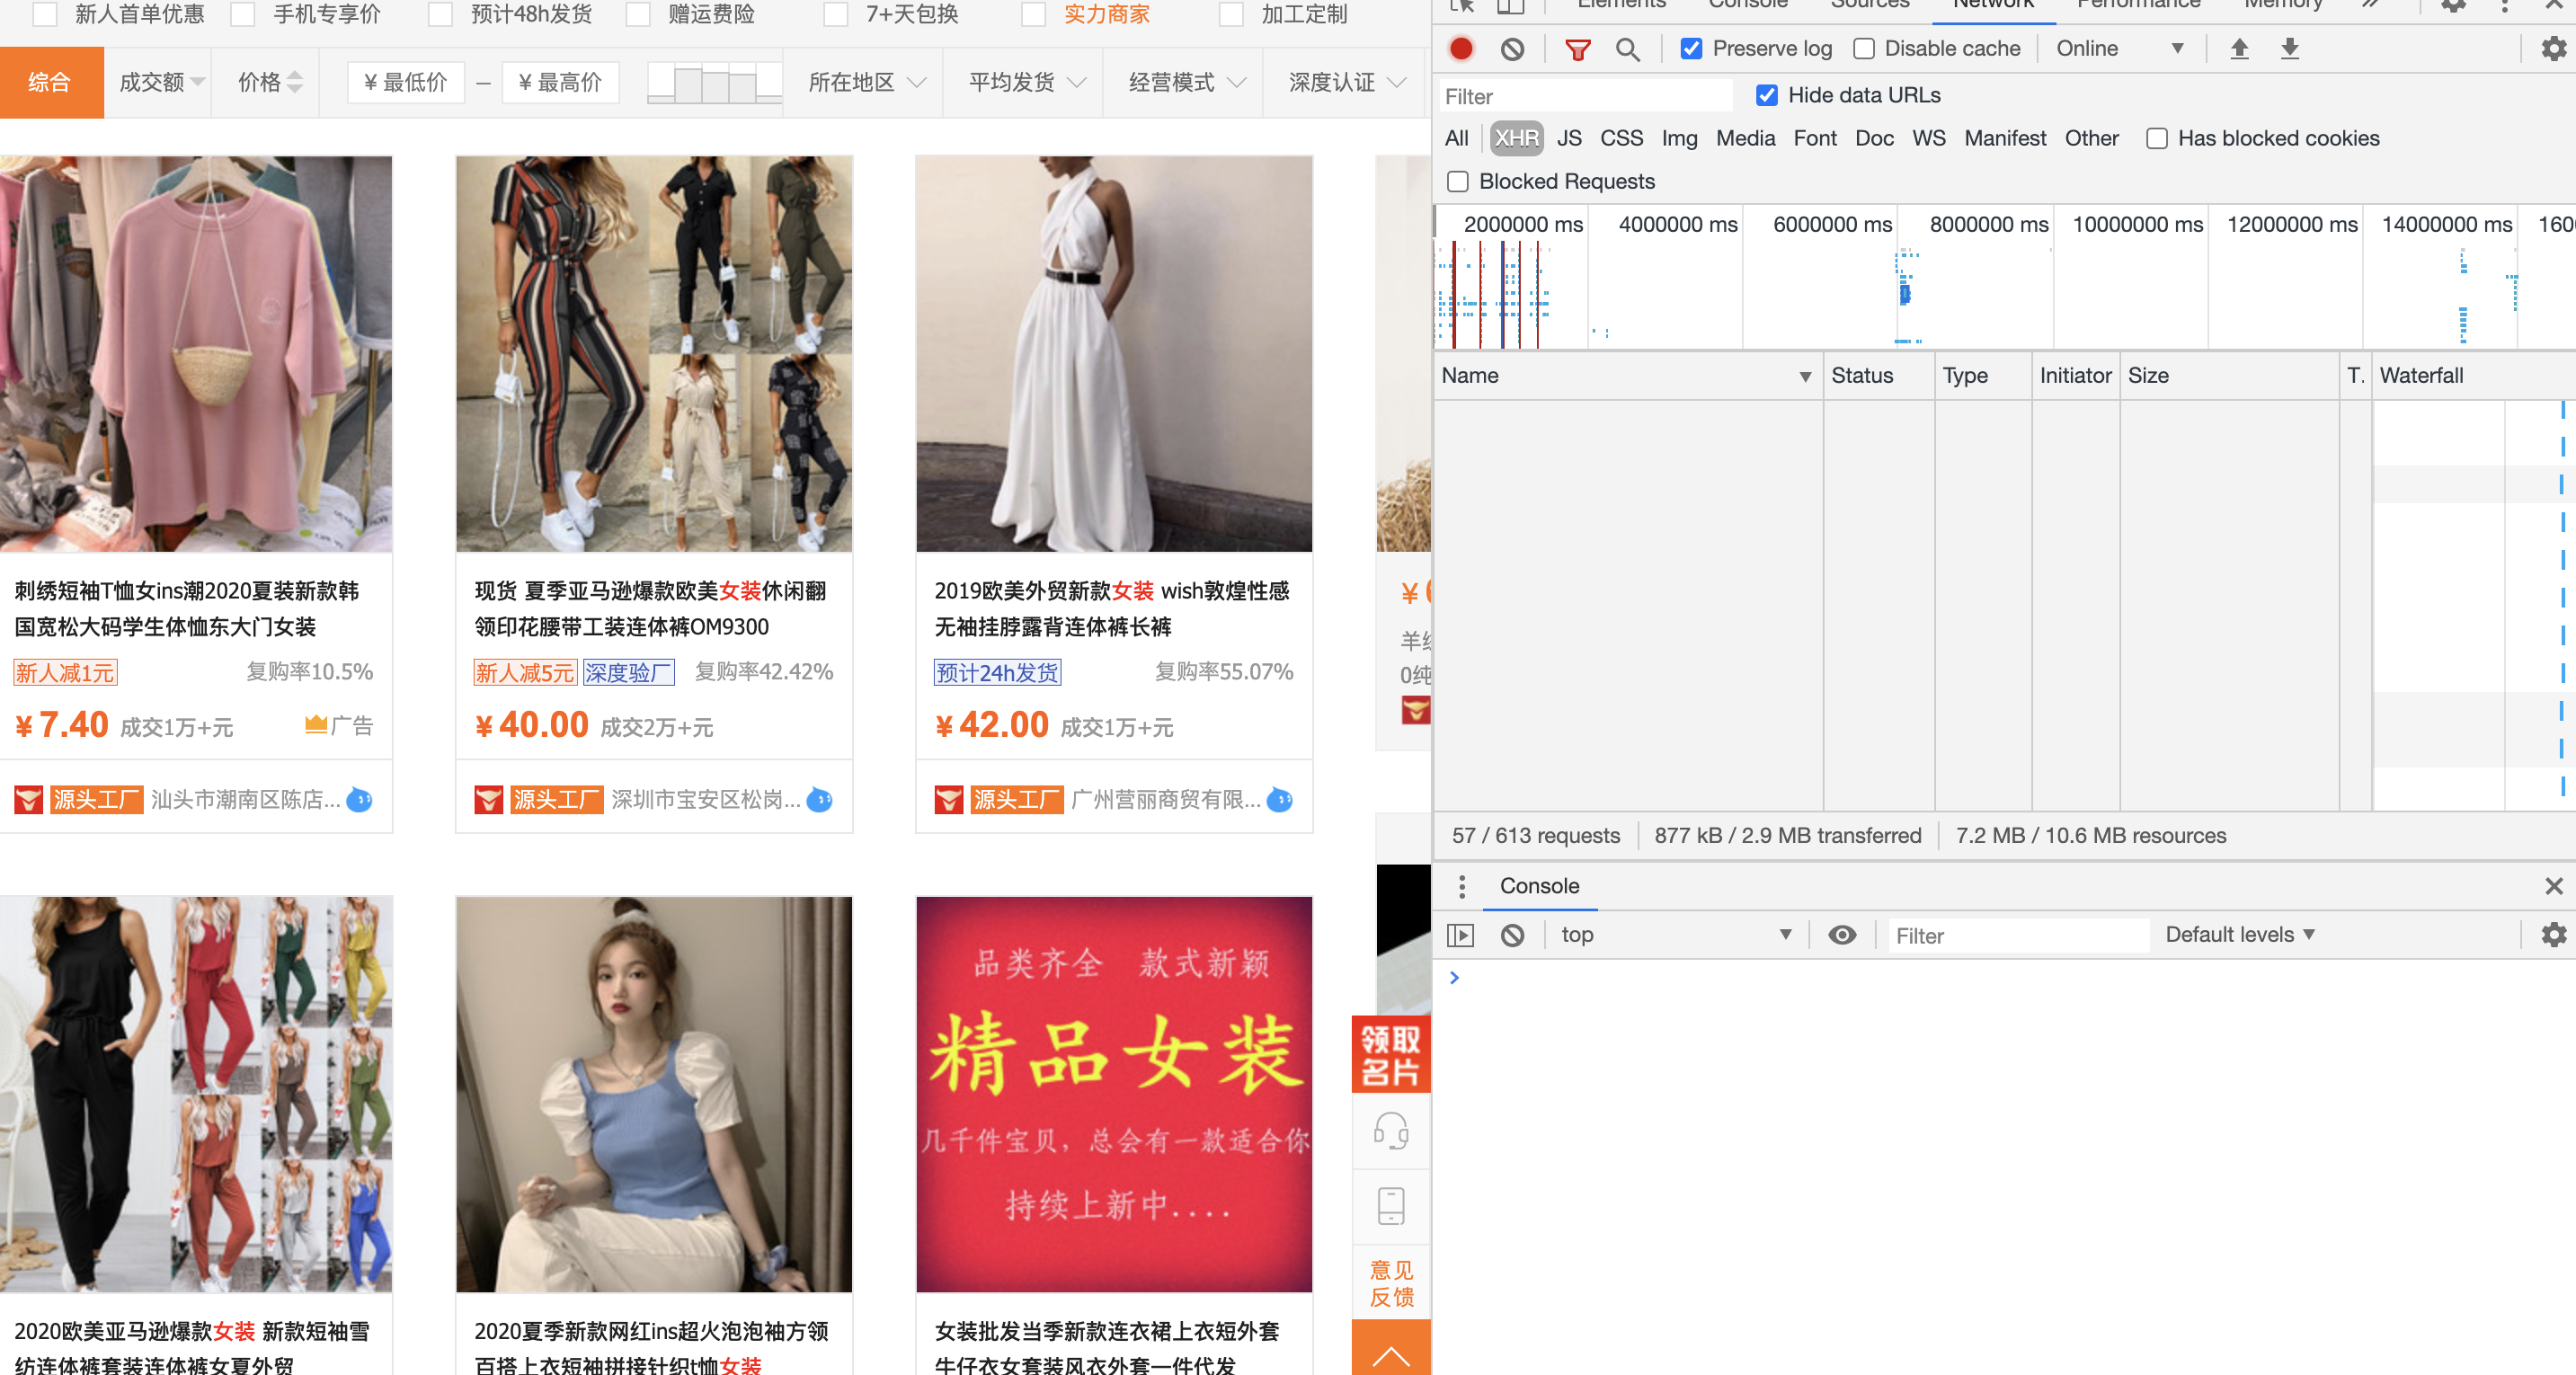 新人首单优惠 手机专享价 预计48h发货 赠运费险 7+天包换 实力商家 加工定制
综合 成交额 价格 ¥ 最低价 — ¥ 最高价 所在地区 平均发货 经营模式 深度认证
刺绣短袖T恤女ins潮2020夏装新款韩
国宽松大码学生体恤东大门女装
新人减1元 复购率10.5%
¥ 7.40 成交1万+元 广告
源头工厂 汕头市潮南区陈店...
现货 夏季亚马逊爆款欧美女装休闲翻
领印花腰带工装连体裤OM9300
新人减5元 深度验厂 复购率42.42%
¥ 40.00 成交2万+元
源头工厂 深圳市宝安区松岗...
2019欧美外贸新款女装 wish敦煌性感
无袖挂脖露背连体裤长裤
预计24h发货 复购率55.07%
¥ 42.00 成交1万+元
源头工厂 广州营丽商贸有限...
¥
0纯
2020欧美亚马逊爆款女装 新款短袖雪
纺连体裤套装连体裤女夏外贸
2020夏季新款网红ins超火泡泡袖方领
百搭上衣短袖拼接针织t恤女装
品类齐全 款式新颖
精品女装
几千件宝贝，总会有一款适合你
持续上新中....
女装批发当季新款连衣裙上衣短外套
牛仔衣女套装风衣外套一件代发
领取
名片
意见
反馈
Elements Console Sources Network Performance Memory »
Preserve log Disable cache Online
Filter Hide data URLs
All XHR JS CSS Img Media Font Doc WS Manifest Other Has blocked cookies
Blocked Requests
2000000 ms 4000000 ms 6000000 ms 8000000 ms 10000000 ms 12000000 ms 14000000 ms 160
Name Status Type Initiator Size T. Waterfall
57 / 613 requests 877 kB / 2.9 MB transferred 7.2 MB / 10.6 MB resources
Console
top Filter Default levels